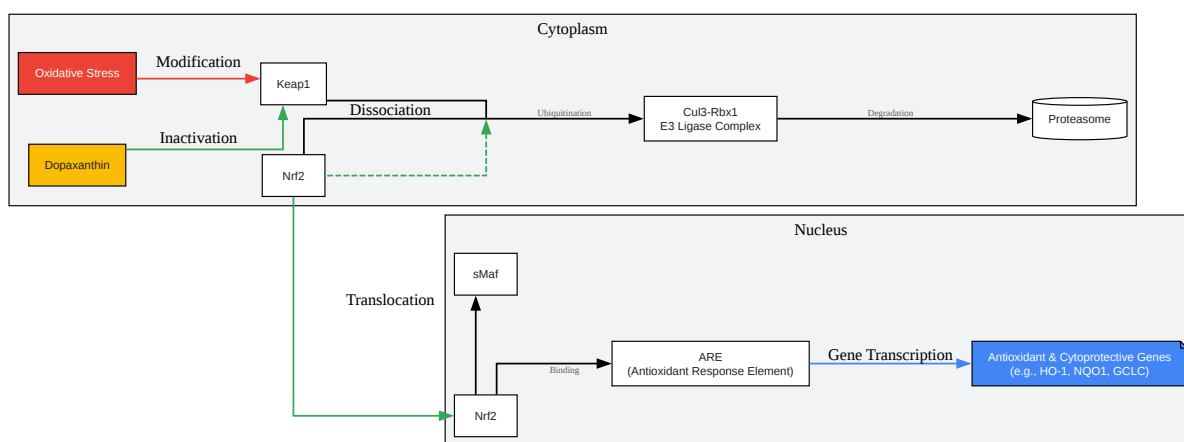 Cytoplasm
Oxidative Stress
Modification
Keap1
Dissociation
Ubiquitination
Cul3-Rbx1
E3 Ligase Complex
Degradation
Proteasome
Inactivation
Dopaxanthin
Nrf2
Nucleus
sMaf
Translocation
Binding
ARE
(Antioxidant Response Element)
Gene Transcription
Antioxidant & Cytoprotective Genes
(e.g., HO-1, NQO1, GCLC)
Nrf2